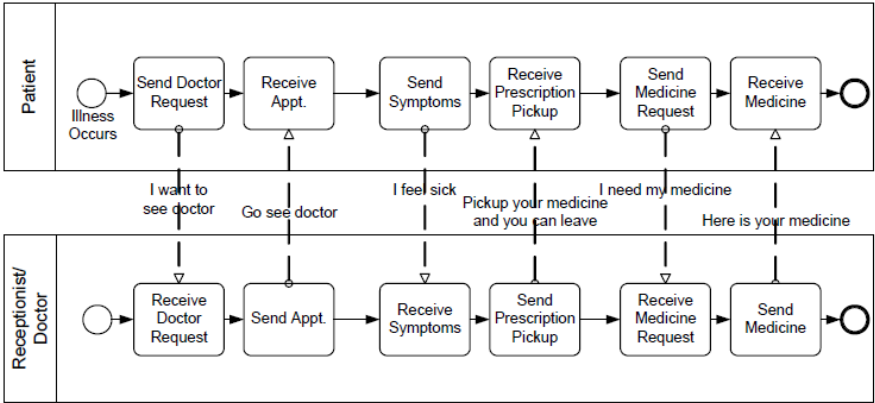 Patient
Illness
Occurs
Send Doctor
Request
Receive
Appt.
Send
Symptoms
Receive
Prescription
Pickup
Send
Medicine
Request
Receive
Medicine
I want to
see doctor
Go see doctor
I feel sick
Pickup your medicine
and you can leave
I need my medicine
Here is your medicine
Receptionist/
Doctor
Receive
Doctor
Request
Send Appt.
Receive
Symptoms
Send
Prescription
Pickup
Receive
Medicine
Request
Send
Medicine